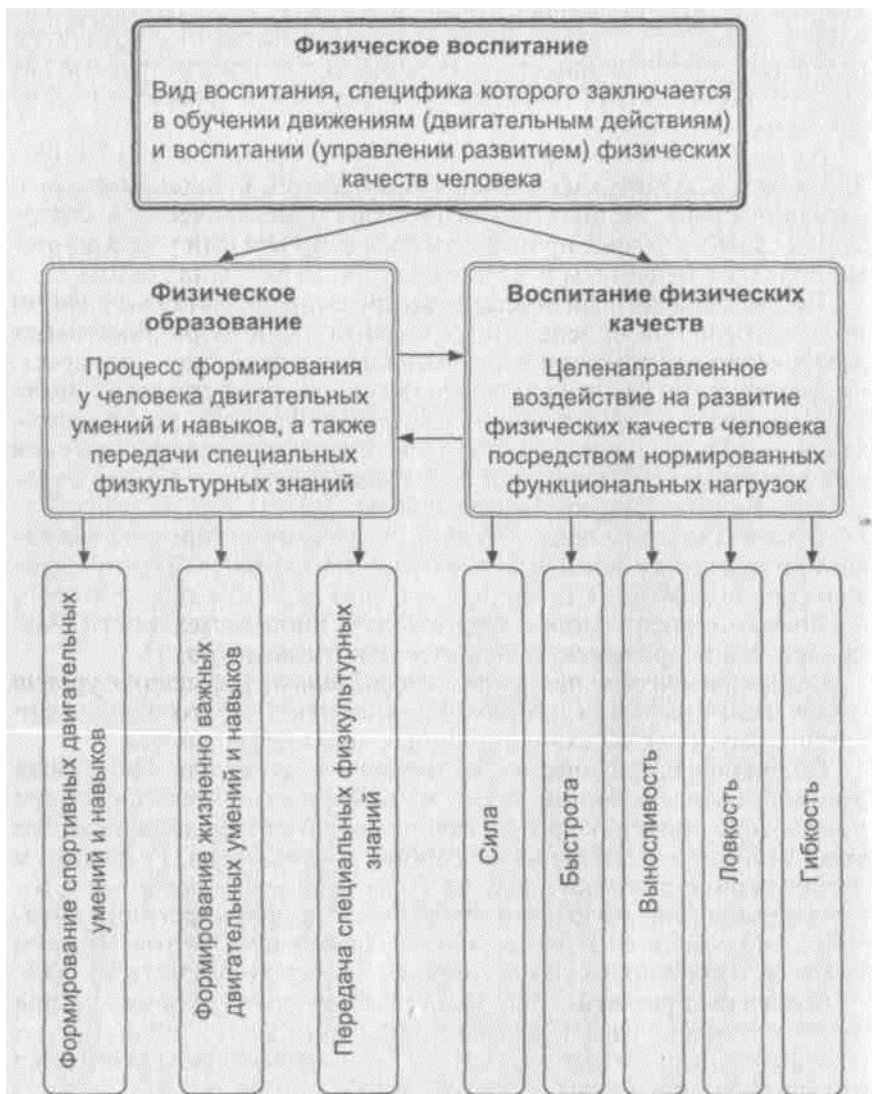 Физическое воспитание
Вид воспитания, специфика которого заключается
в обучении движениям (двигательным действиям)
и воспитании (управлении развитием) физических
качеств человека
Физическое
образование
Процесс формирования
у человека двигательных
умений и навыков, а также
передачи специальных
физкультурных знаний
Воспитание физических
качеств
Целенаправленное
воздействие на развитие
физических качеств человека
посредством нормированных
функциональных нагрузок
Формирование спортивных двигательных
умений и навыков
Формирование жизненно важных
двигательных умений и навыков
Передача специальных физкультурных
знаний
Сила
Быстрота
Выносливость
Ловкость
Гибкость